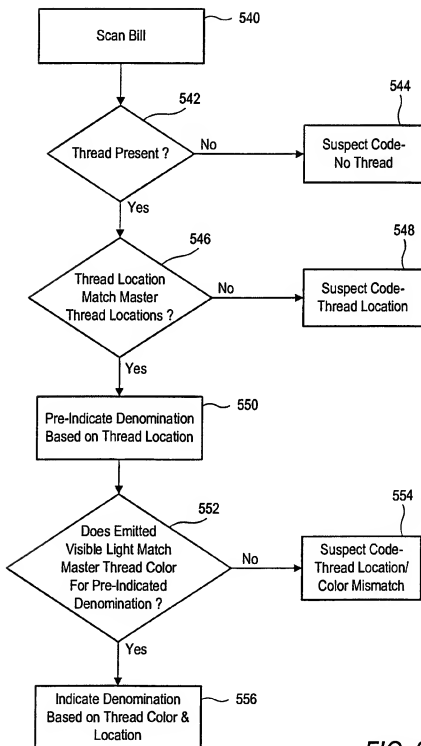 Scan Bill
540
542
544
Thread Present ?
No
Suspect Code-
No Thread
Yes
546
548
Thread Location
Match Master
Thread Locations ?
No
Suspect Code-
Thread Location
Yes
Pre-Indicate Denomination
Based on Thread Location
550
552
554
Does Emitted
Visible Light Match
Master Thread Color
For Pre-Indicated
Denomination ?
No
Suspect Code-
Thread Location/
Color Mismatch
Yes
Indicate Denomination
Based on Thread Color &
Location
556
FIG.